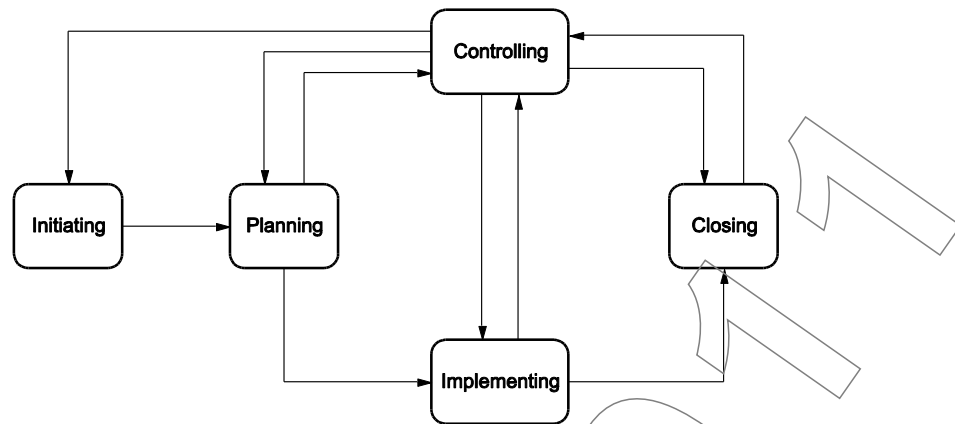 Controlling
Initiating
Planning
Closing
Implementing